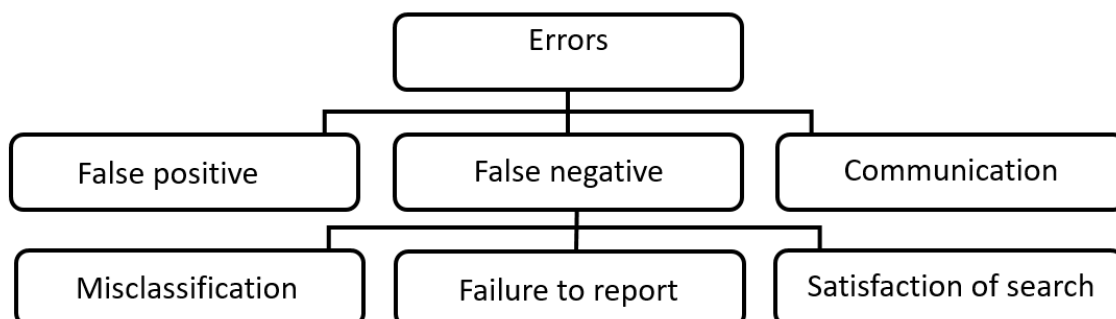 Errors
False positive
False negative
Communication
Misclassification
Failure to report
Satisfaction of search